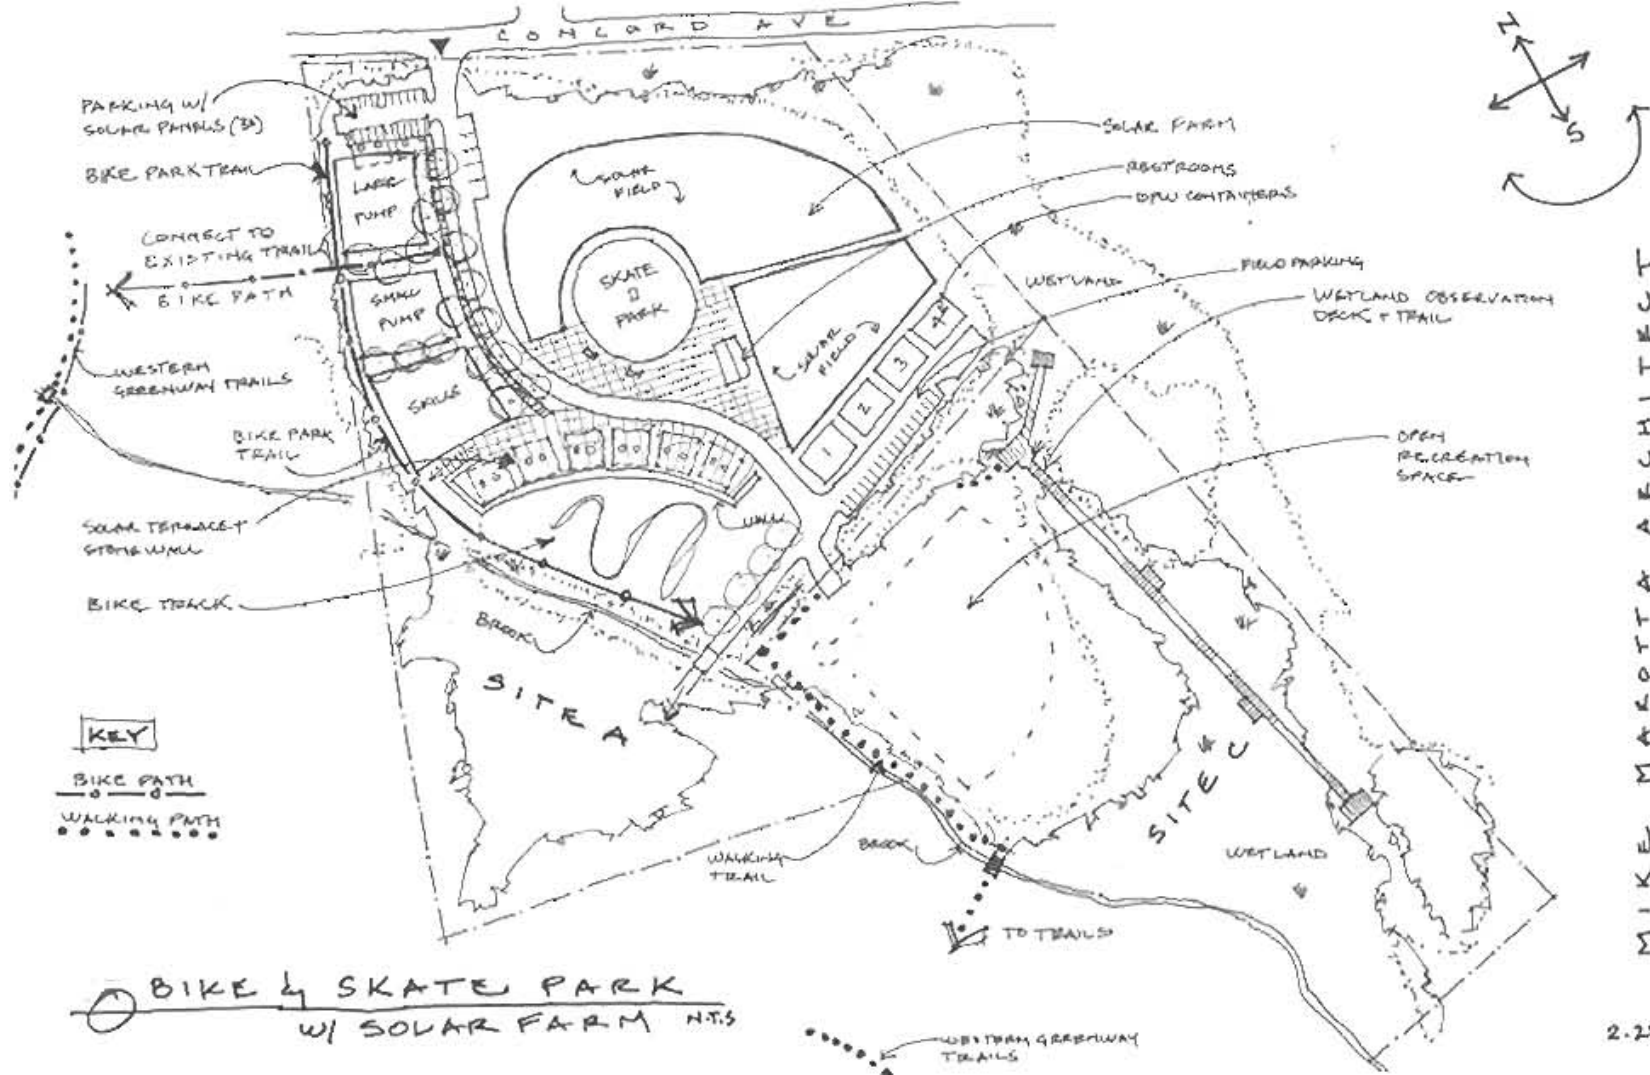 CONCORD AVE
N
S
PARKING W/
SOLAR PANELS (32)
BIKE PARK TRAIL
CONNECT TO
EXISTING TRAIL
BIKE PATH
WESTERN
GREENWAY TRAILS
BIKE PARK
TRAIL
SOLAR TERRACE +
STONE WALL
BIKE TRACK
LARGE
PUMP
SMALL
PUMP
SKILLS
SOLAR
FIELD
SKATE
PARK
SOLAR
FIELD
1
2
3
4
WALL
SOLAR FARM
RESTROOMS
DPW CONTAINERS
WETLAND
FIELD PARKING
WETLAND OBSERVATION
DECK + TRAIL
OPEN
RECREATION
SPACE
BROOK
SITE A
SITE C
WETLAND
WALKING
TRAIL
BROOK
TO TRAILS
KEY
BIKE PATH
WALKING PATH
BIKE & SKATE PARK
W/ SOLAR FARM N.T.S
WESTERN GREENWAY
TRAILS
MIKE MAROTTA ARCHITECT